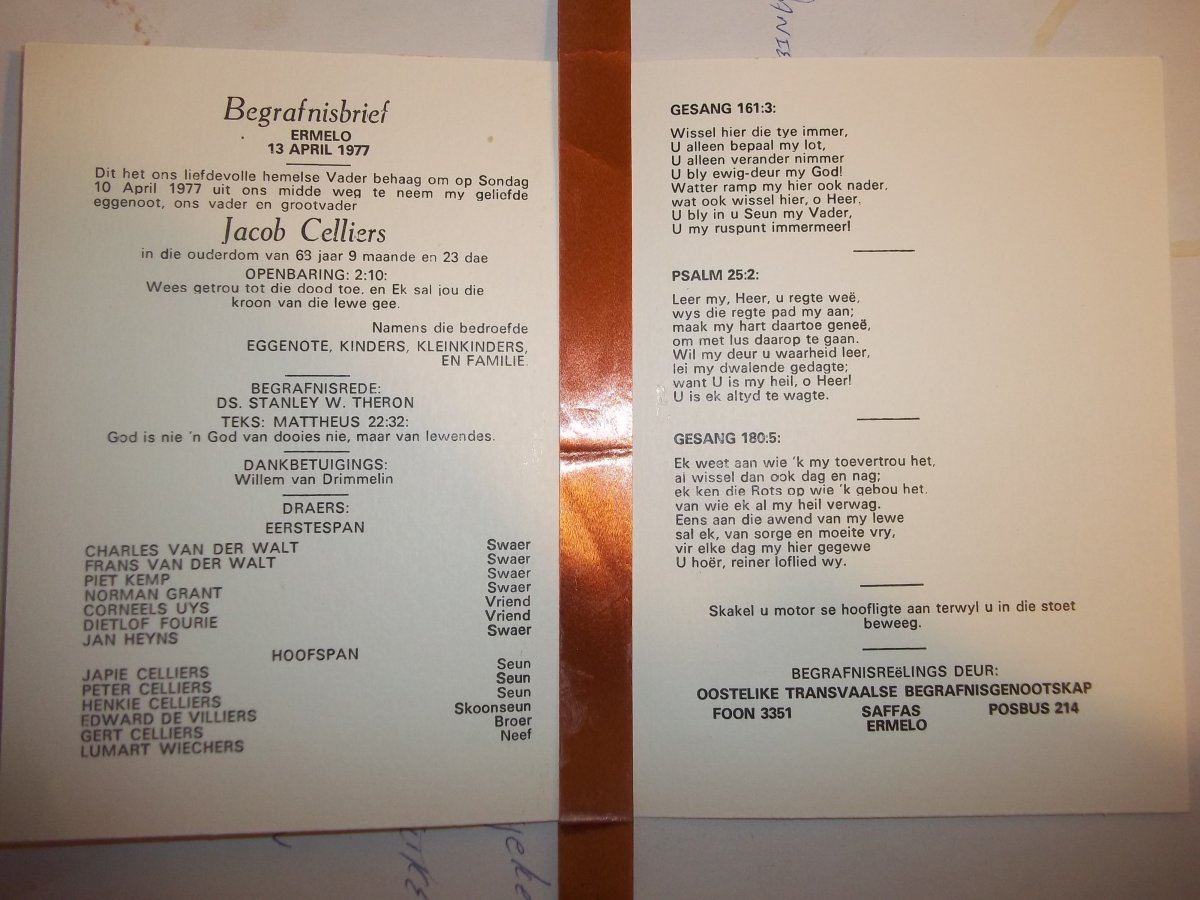 Begrafnisbrief
ERMELO
13 APRIL 1977
Dit het ons liefdevolle hemelse Vader behaag om op Sondag
10 April 1977 uit ons midde weg te neem my geliefde
eggenoot, ons vader en grootvader
Jacob Celliers
in die ouderdom van 63 jaar 9 maande en 23 dae
OPENBARING: 2:10:
Wees getrou tot die dood toe, en Ek sal jou die
kroon van die lewe gee.
Namens die bedroefde
EGGENOTE, KINDERS, KLEINKINDERS,
EN FAMILIE.
BEGRAFNISREDE:
DS. STANLEY W. THERON
TEKS: MATTHEUS 22:32:
God is nie 'n God van dooies nie, maar van lewendes.
DANKBETUIGINGS:
Willem van Drimmelin
DRAERS:
EERSTESPAN
CHARLES VAN DER WALT Swaer
FRANS VAN DER WALT Swaer
PIET KEMP Swaer
NORMAN GRANT Swaer
CORNEELS UYS Vriend
DIETLOF FOURIE Vriend
JAN HEYNS Swaer
HOOFSPAN
JAPIE CELLIERS Seun
PETER CELLIERS Seun
HENKIE CELLIERS Seun
EDWARD DE VILLIERS Skoonseun
GERT CELLIERS Broer
LUMART WIECHERS Neef
GESANG 161:3:
Wissel hier die tye immer,
U alleen bepaal my lot,
U alleen verander nimmer
U bly ewig-deur my God!
Watter ramp my hier ook nader,
wat ook wissel hier, o Heer.
U bly in u Seun my Vader,
U my ruspunt immermeer!
PSALM 25:2:
Leer my, Heer, u regte weë,
wys die regte pad my aan;
maak my hart daartoe geneë,
om met lus daarop te gaan.
Wil my deur u waarheid leer,
lei my dwalende gedagte;
want U is my heil, o Heer!
U is ek altyd te wagte.
GESANG 180:5:
Ek weet aan wie 'k my toevertrou het,
al wissel dan ook dag en nag;
ek ken die Rots op wie 'k gebou het.
van wie ek al my heil verwag.
Eens aan die awend van my lewe
sal ek, van sorge en moeite vry,
vir elke dag my hier gegewe
U hoër, reiner loflied wy.
Skakel u motor se hoofligte aan terwyl u in die stoet
beweeg.
BEGRAFNISREëLINGS DEUR:
OOSTELIKE TRANSVAALSE BEGRAFNISGENOOTSKAP
FOON 3351 SAFFAS POSBUS 214
ERMELO